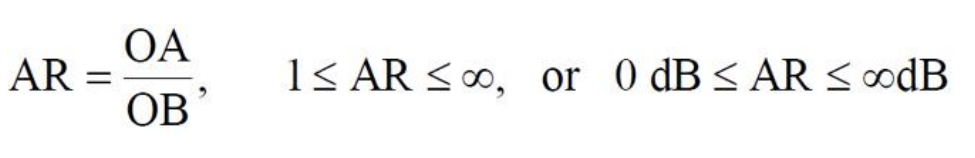 AR = OA/OB, 1 ≤ AR ≤ ∞, or 0 dB ≤ AR ≤ ∞dB